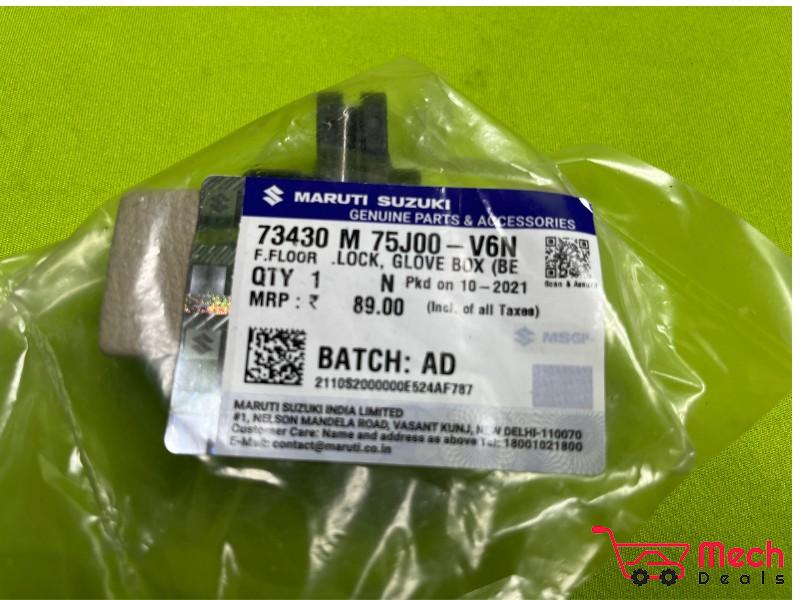 MARUTI SUZUKI
GENUINE PARTS & ACCESSORIES
73430 M 75J00-V6N
F.FLOOR .LOCK, GLOVE BOX (BE
QTY 1 N Pkd on 10-2021
Scan & Assure
MRP : ₹ 89.00 (Incl. of all Taxes)
MSGP
BATCH: AD
2110S2000000E524AF787
MARUTI SUZUKI INDIA LIMITED
#1, NELSON MANDELA ROAD, VASANT KUNJ, NEW DELHI-110070
Customer Care: Name and address as above Tel: 18001021800
E-Mail: contact@maruti.co.in
Mech
Deals